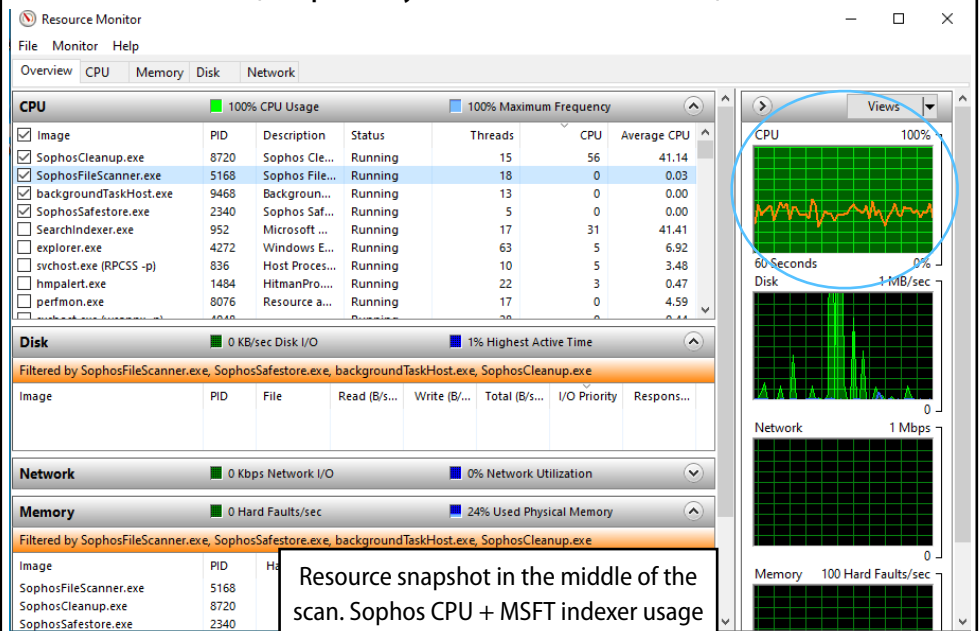 Resource Monitor
File Monitor Help
Overview CPU Memory Disk Network
CPU 100% CPU Usage 100% Maximum Frequency
Image PID Description Status Threads CPU Average CPU
SophosCleanup.exe 8720 Sophos Cle... Running 15 56 41.14
SophosFileScanner.exe 5168 Sophos File... Running 18 0 0.03
backgroundTaskHost.exe 9468 Backgroun... Running 13 0 0.00
SophosSafestore.exe 2340 Sophos Saf... Running 5 0 0.00
SearchIndexer.exe 952 Microsoft ... Running 17 31 41.41
explorer.exe 4272 Windows E... Running 63 5 6.92
svchost.exe (RPCSS -p) 836 Host Proces... Running 10 5 3.48
hmpalert.exe 1484 HitmanPro.... Running 22 3 0.47
perfmon.exe 8076 Resource a... Running 17 0 4.59
Disk 0 KB/sec Disk I/O 1% Highest Active Time
Filtered by SophosFileScanner.exe, SophosSafestore.exe, backgroundTaskHost.exe, SophosCleanup.exe
Image PID File Read (B/s... Write (B/... Total (B/s... I/O Priority Respons...
Network 0 Kbps Network I/O 0% Network Utilization
Memory 0 Hard Faults/sec 24% Used Physical Memory
Filtered by SophosFileScanner.exe, SophosSafestore.exe, backgroundTaskHost.exe, SophosCleanup.exe
Image PID Ha
SophosFileScanner.exe 5168
SophosCleanup.exe 8720
SophosSafestore.exe 2340
Resource snapshot in the middle of the
scan. Sophos CPU + MSFT indexer usage
Views
CPU 100%
60 Seconds 0%
Disk 1 MB/sec
0
Network 1 Mbps
0
Memory 100 Hard Faults/sec